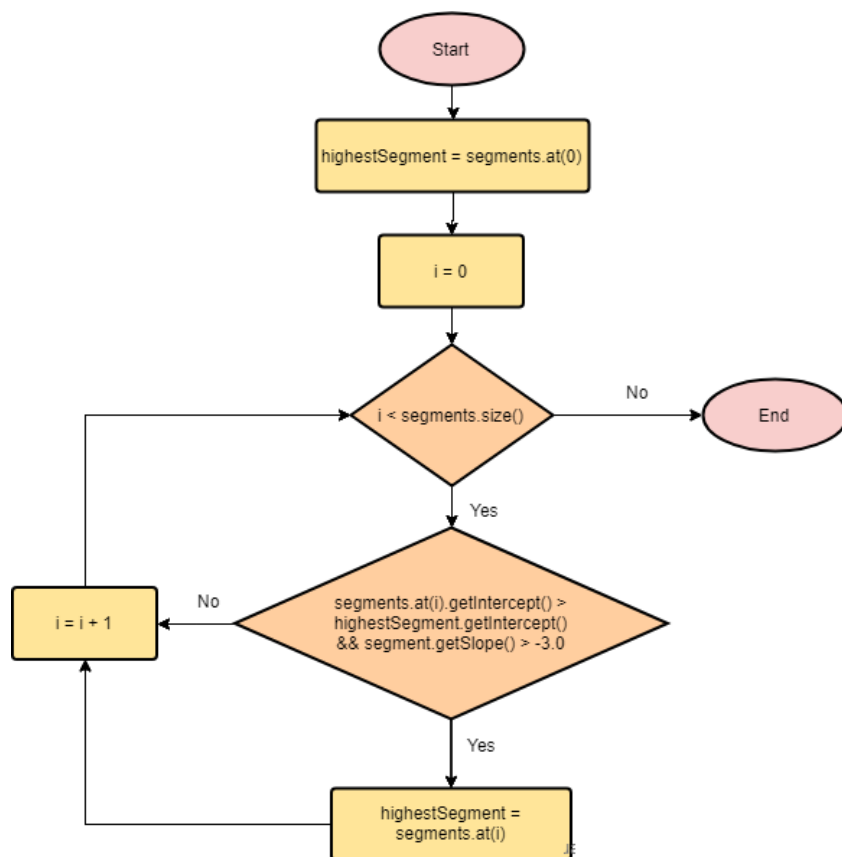 Start
highestSegment = segments.at(0)
i = 0
i < segments.size()
No
End
Yes
segments.at(i).getIntercept() >
highestSegment.getIntercept()
&& segment.getSlope() > -3.0
No
i = i + 1
Yes
highestSegment =
segments.at(i)